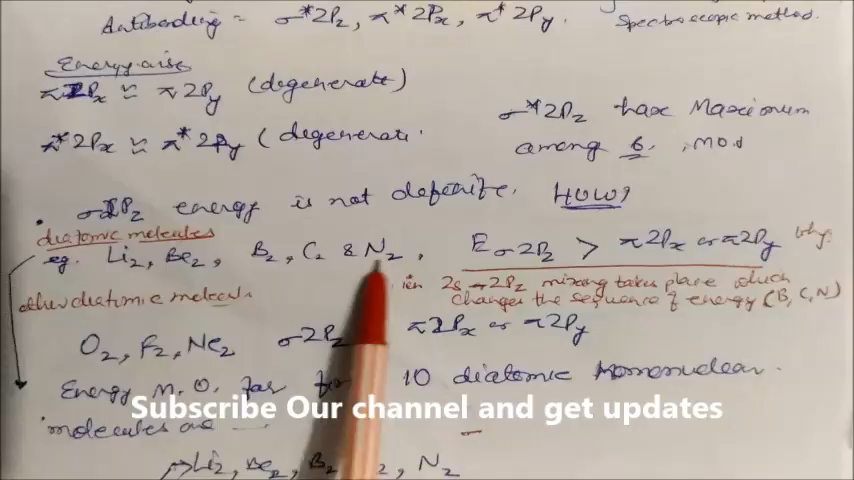 Antibonding = σ*2Pz, π*2Px, π*2Py.
Spectroscopic method.
Energywise
π2Px ≃ π2Py (degenerate)
σ*2Pz has Maximum
among 6, M.O.s
π*2Px ≃ π*2Py (degenerate
σ2Pz energy is not definite. HOW?
diatomic molecules
eg. Li2, Be2, B2, C2 & N2, Eσ2Pz > π2Px or π2Py why.
2s - 2Pz mixing takes place which
changes the sequence of energy (B, C, N)
other diatomic molecules
O2, F2, Ne2 σ2Pz π2Px or π2Py
Energy M.O. for 10 diatomic Homonuclear.
Subscribe Our channel and get updates
molecules are
→ Li2, Be2, B2, N2